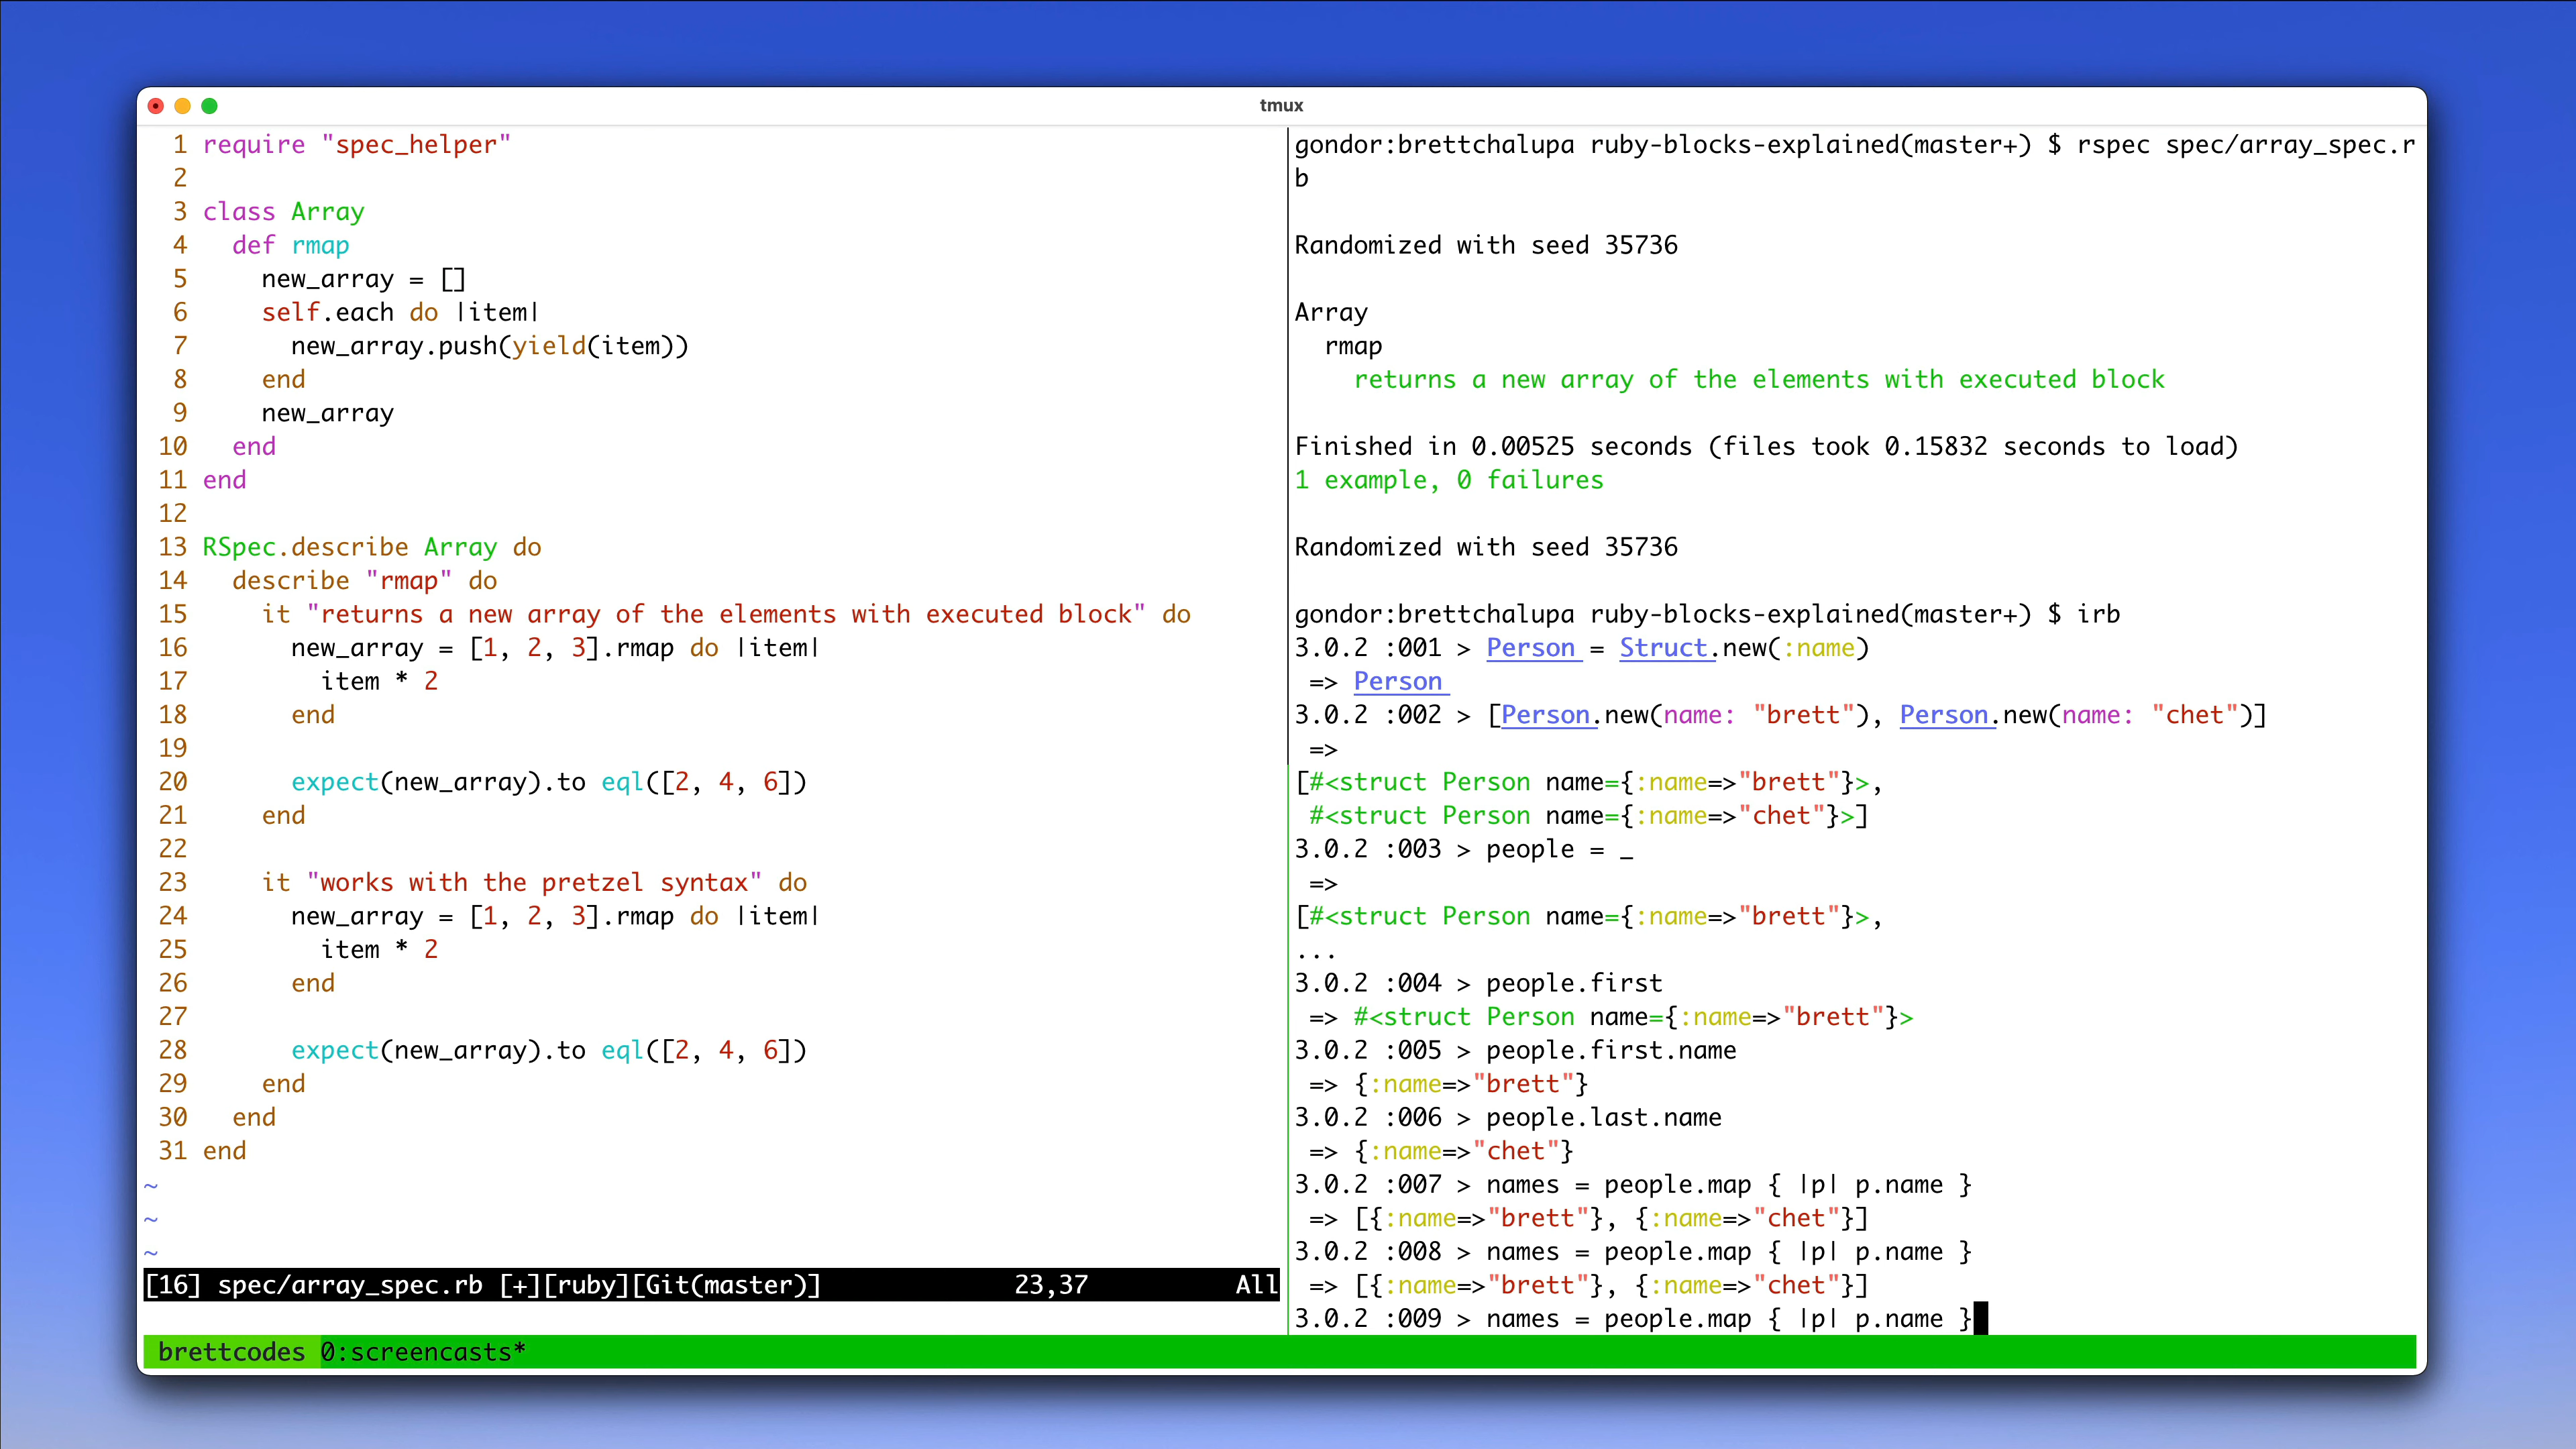 tmux
1 require "spec_helper"
2
3 class Array
4   def rmap
5     new_array = []
6     self.each do |item|
7       new_array.push(yield(item))
8     end
9     new_array
10   end
11 end
12
13 RSpec.describe Array do
14   describe "rmap" do
15     it "returns a new array of the elements with executed block" do
16       new_array = [1, 2, 3].rmap do |item|
17         item * 2
18       end
19
20       expect(new_array).to eql([2, 4, 6])
21     end
22
23     it "works with the pretzel syntax" do
24       new_array = [1, 2, 3].rmap do |item|
25         item * 2
26       end
27
28       expect(new_array).to eql([2, 4, 6])
29     end
30   end
31 end
~
~
~
[16] spec/array_spec.rb [+][ruby][Git(master)] 23,37 All
gondor:brettchalupa ruby-blocks-explained(master+) $ rspec spec/array_spec.r
b
Randomized with seed 35736
Array
  rmap
    returns a new array of the elements with executed block
Finished in 0.00525 seconds (files took 0.15832 seconds to load)
1 example, 0 failures
Randomized with seed 35736
gondor:brettchalupa ruby-blocks-explained(master+) $ irb
3.0.2 :001 > Person = Struct.new(:name)
 => Person
3.0.2 :002 > [Person.new(name: "brett"), Person.new(name: "chet")]
 =>
[#<struct Person name={:name=>"brett"}>,
 #<struct Person name={:name=>"chet"}>]
3.0.2 :003 > people = _
 =>
[#<struct Person name={:name=>"brett"}>,
...
3.0.2 :004 > people.first
 => #<struct Person name={:name=>"brett"}>
3.0.2 :005 > people.first.name
 => {:name=>"brett"}
3.0.2 :006 > people.last.name
 => {:name=>"chet"}
3.0.2 :007 > names = people.map { |p| p.name }
 => [{:name=>"brett"}, {:name=>"chet"}]
3.0.2 :008 > names = people.map { |p| p.name }
 => [{:name=>"brett"}, {:name=>"chet"}]
3.0.2 :009 > names = people.map { |p| p.name }
brettcodes 0:screencasts*